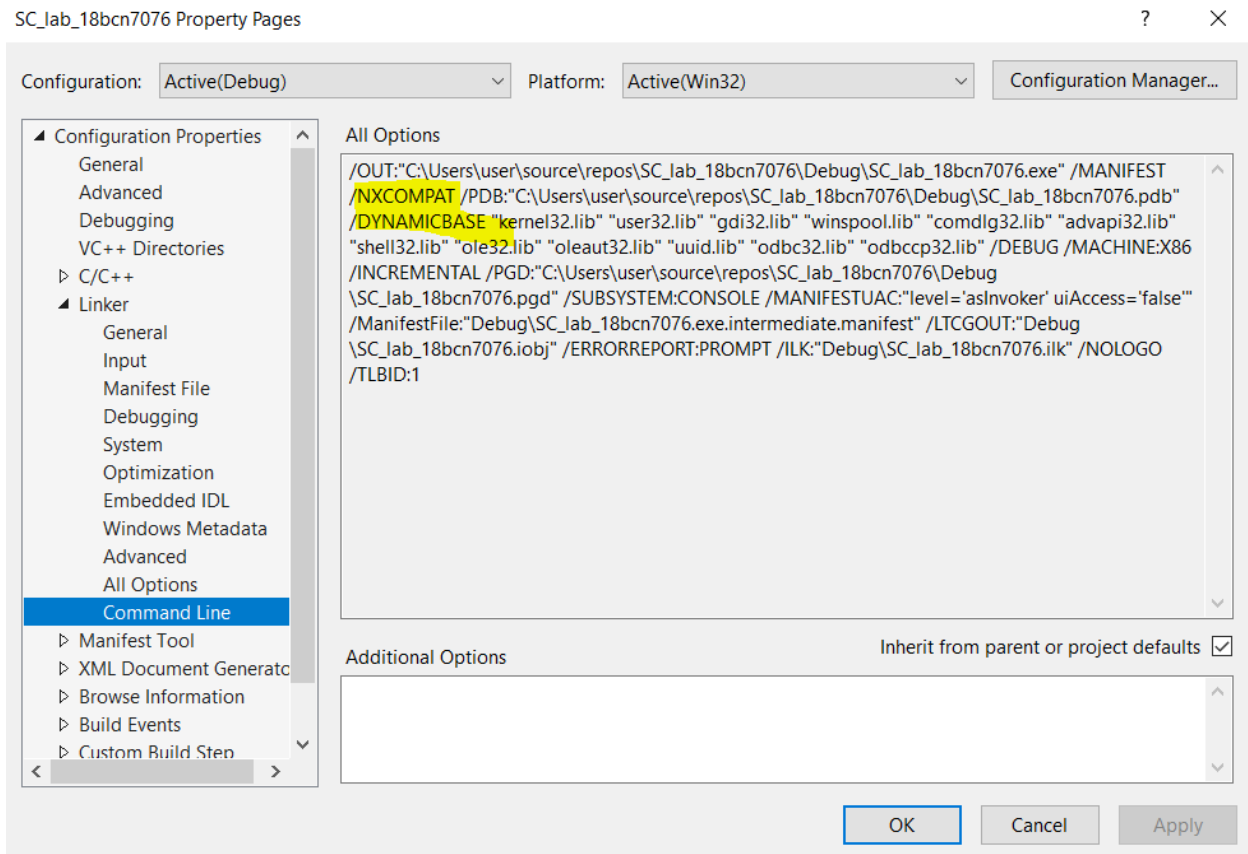 SC_lab_18bcn7076 Property Pages
?
Configuration: Active(Debug) Platform: Active(Win32) Configuration Manager...
Configuration Properties
General
Advanced
Debugging
VC++ Directories
C/C++
Linker
General
Input
Manifest File
Debugging
System
Optimization
Embedded IDL
Windows Metadata
Advanced
All Options
Command Line
Manifest Tool
XML Document Generato
Browse Information
Build Events
Custom Build Step
All Options
/OUT:"C:\Users\user\source\repos\SC_lab_18bcn7076\Debug\SC_lab_18bcn7076.exe" /MANIFEST
/NXCOMPAT /PDB:"C:\Users\user\source\repos\SC_lab_18bcn7076\Debug\SC_lab_18bcn7076.pdb"
/DYNAMICBASE "kernel32.lib" "user32.lib" "gdi32.lib" "winspool.lib" "comdlg32.lib" "advapi32.lib"
"shell32.lib" "ole32.lib" "oleaut32.lib" "uuid.lib" "odbc32.lib" "odbccp32.lib" /DEBUG /MACHINE:X86
/INCREMENTAL /PGD:"C:\Users\user\source\repos\SC_lab_18bcn7076\Debug
\SC_lab_18bcn7076.pgd" /SUBSYSTEM:CONSOLE /MANIFESTUAC:"level='asInvoker' uiAccess='false'"
/ManifestFile:"Debug\SC_lab_18bcn7076.exe.intermediate.manifest" /LTCGOUT:"Debug
\SC_lab_18bcn7076.iobj" /ERRORREPORT:PROMPT /ILK:"Debug\SC_lab_18bcn7076.ilk" /NOLOGO
/TLBID:1
Inherit from parent or project defaults
Additional Options
OK Cancel Apply